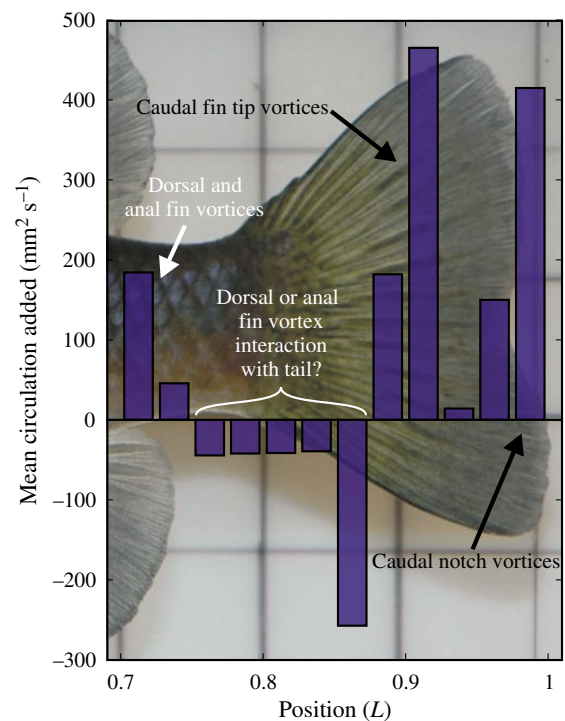 500
400
300
200
100
0
−100
−200
−300
Mean circulation added (mm² s⁻¹)
Caudal fin tip vortices
Dorsal and
anal fin vortices
Dorsal or anal
fin vortex
interaction
with tail?
Caudal notch vortices
0.7
0.8
0.9
1
Position (L)